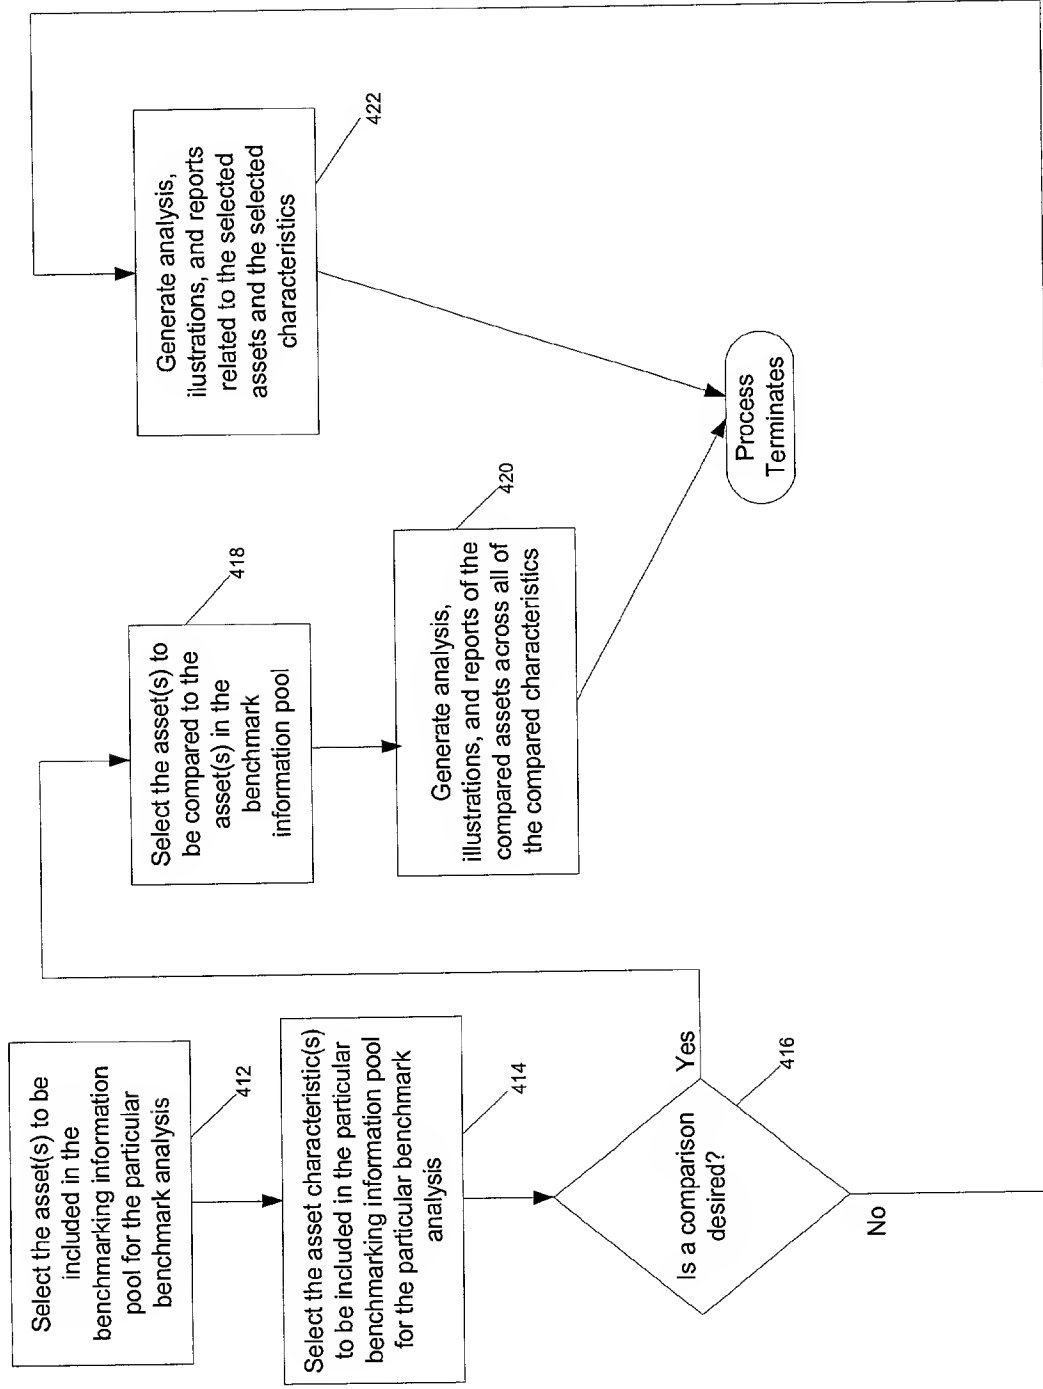 Select the asset(s) to be
included in the
benchmarking information
pool for the particular
benchmark analysis
412
Select the asset characteristic(s)
to be included in the particular
benchmarking information pool
for the particular benchmark
analysis
414
Is a comparison
desired?
416
Yes
No
Select the asset(s) to
be compared to the
asset(s) in the
benchmark
information pool
418
Generate analysis,
illustrations, and reports of the
compared assets across all of
the compared characteristics
420
Generate analysis,
ilustrations, and reports
related to the selected
assets and the selected
characteristics
422
Process
Terminates